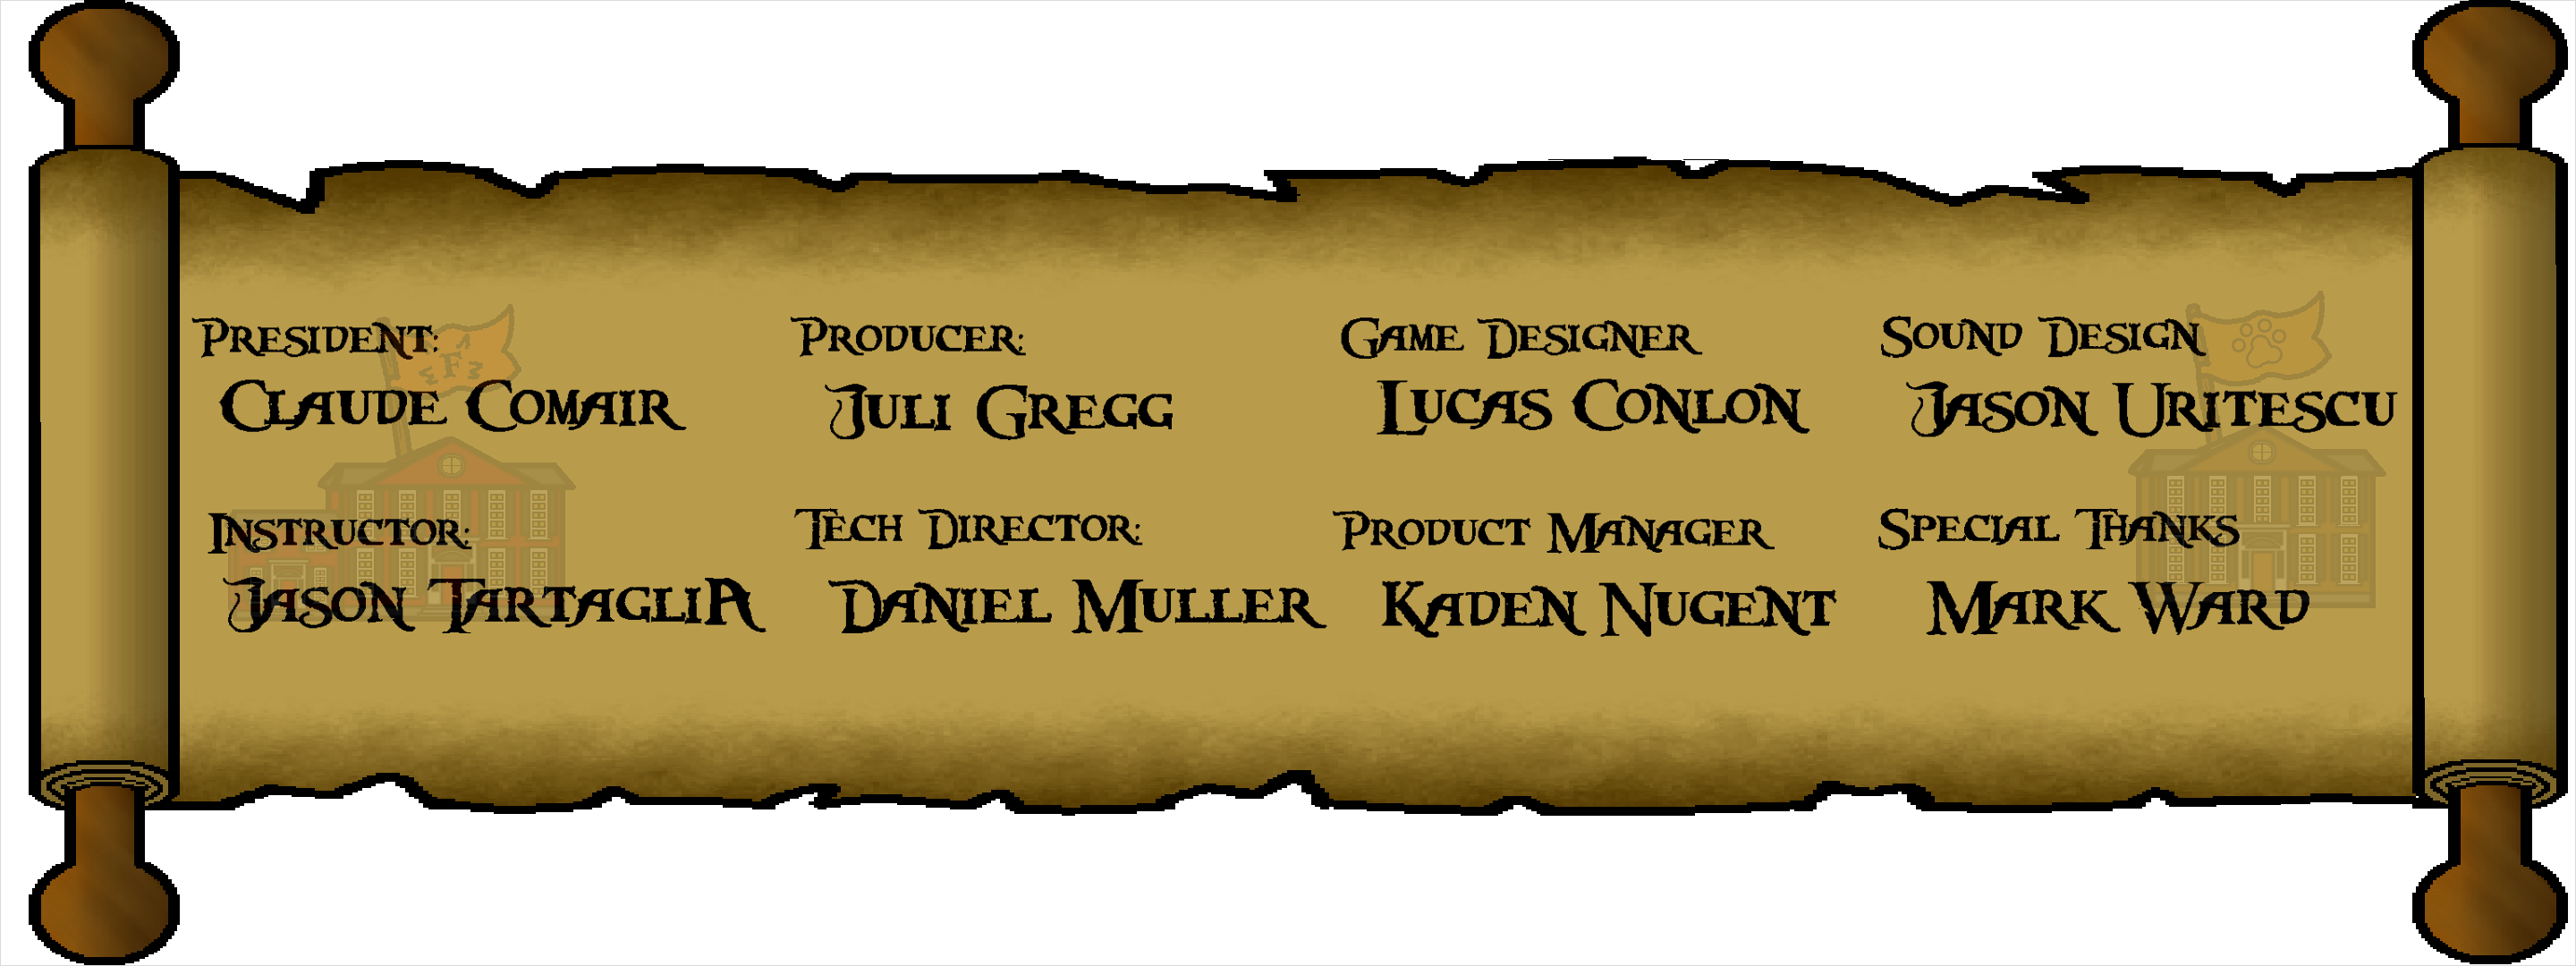 President:
Claude Comair
Instructor:
Jason Tartaglia
Producer:
Juli Gregg
Tech Director:
Daniel Muller
Game Designer
Lucas Conlon
Product Manager
Kaden Nugent
Sound Design
Jason Uritescu
Special Thanks
Mark Ward
F